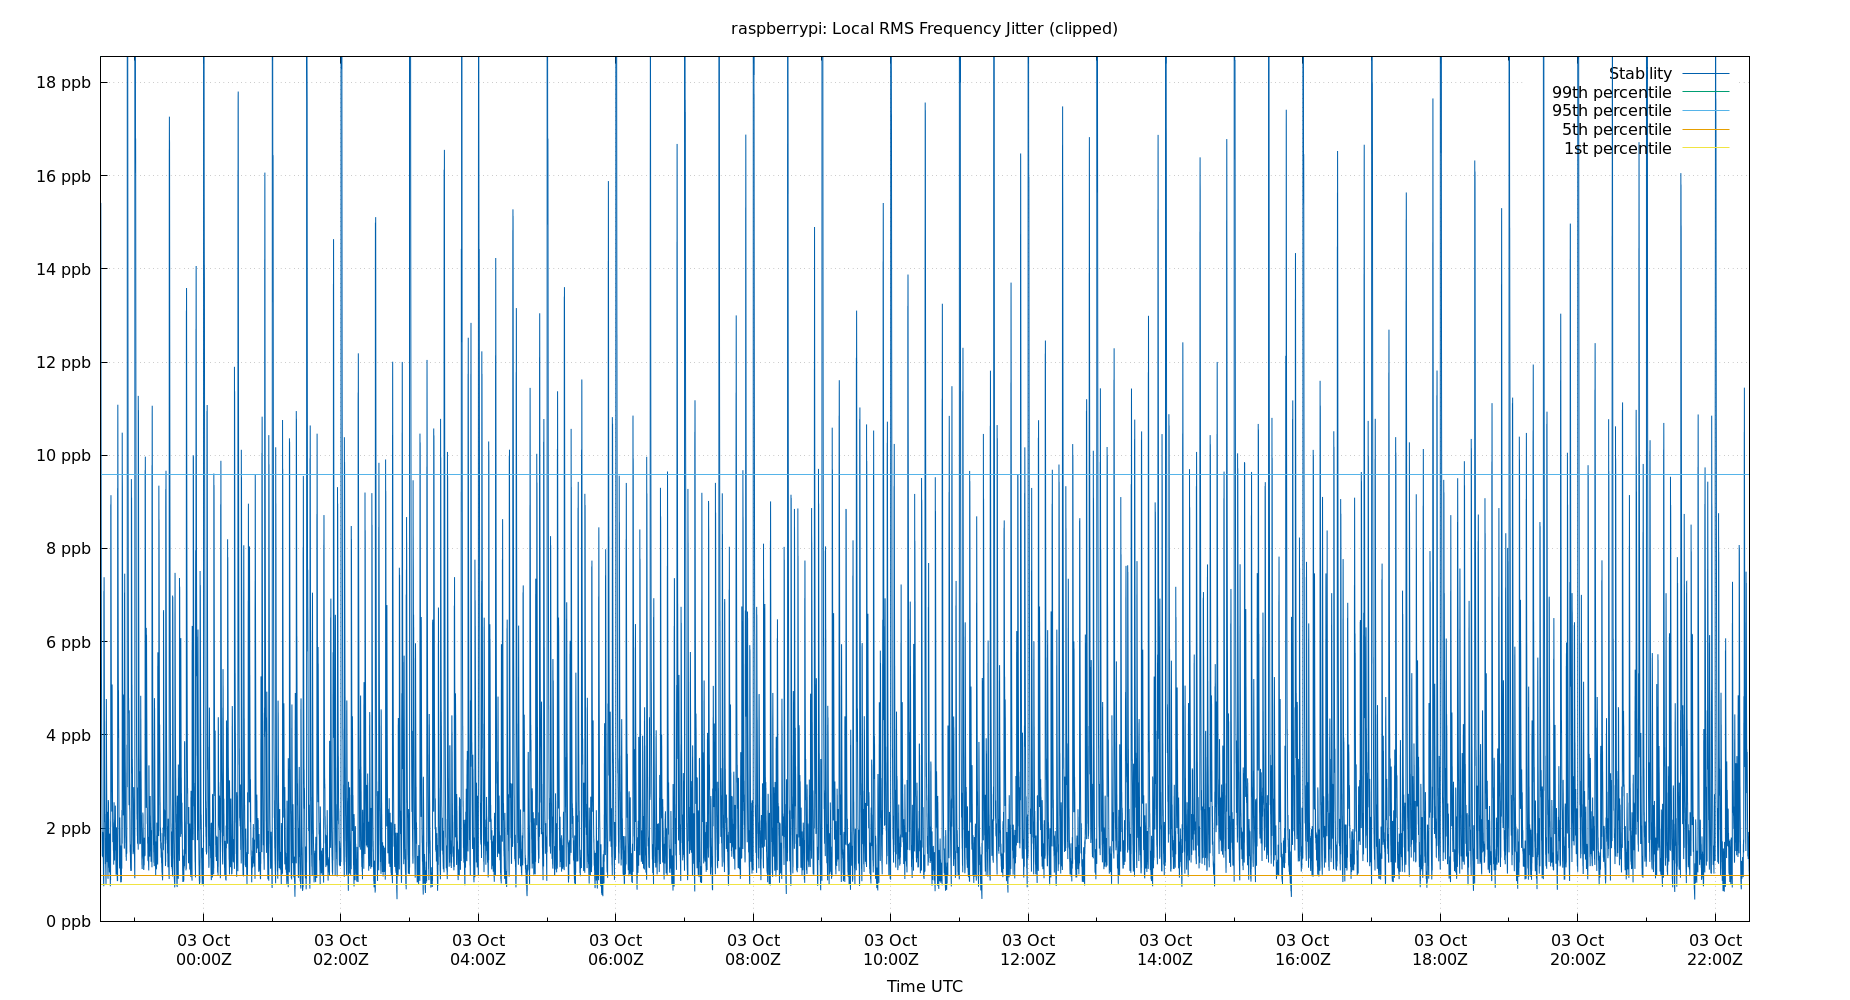 raspberrypi: Local RMS Frequency Jitter (clipped)
18 ppb
16 ppb
14 ppb
12 ppb
10 ppb
8 ppb
6 ppb
4 ppb
2 ppb
0 ppb
Stability
99th percentile
95th percentile
5th percentile
1st percentile
03 Oct 03 Oct 03 Oct 03 Oct 03 Oct 03 Oct 03 Oct 03 Oct 03 Oct 03 Oct 03 Oct 03 Oct
00:00Z 02:00Z 04:00Z 06:00Z 08:00Z 10:00Z 12:00Z 14:00Z 16:00Z 18:00Z 20:00Z 22:00Z
Time UTC